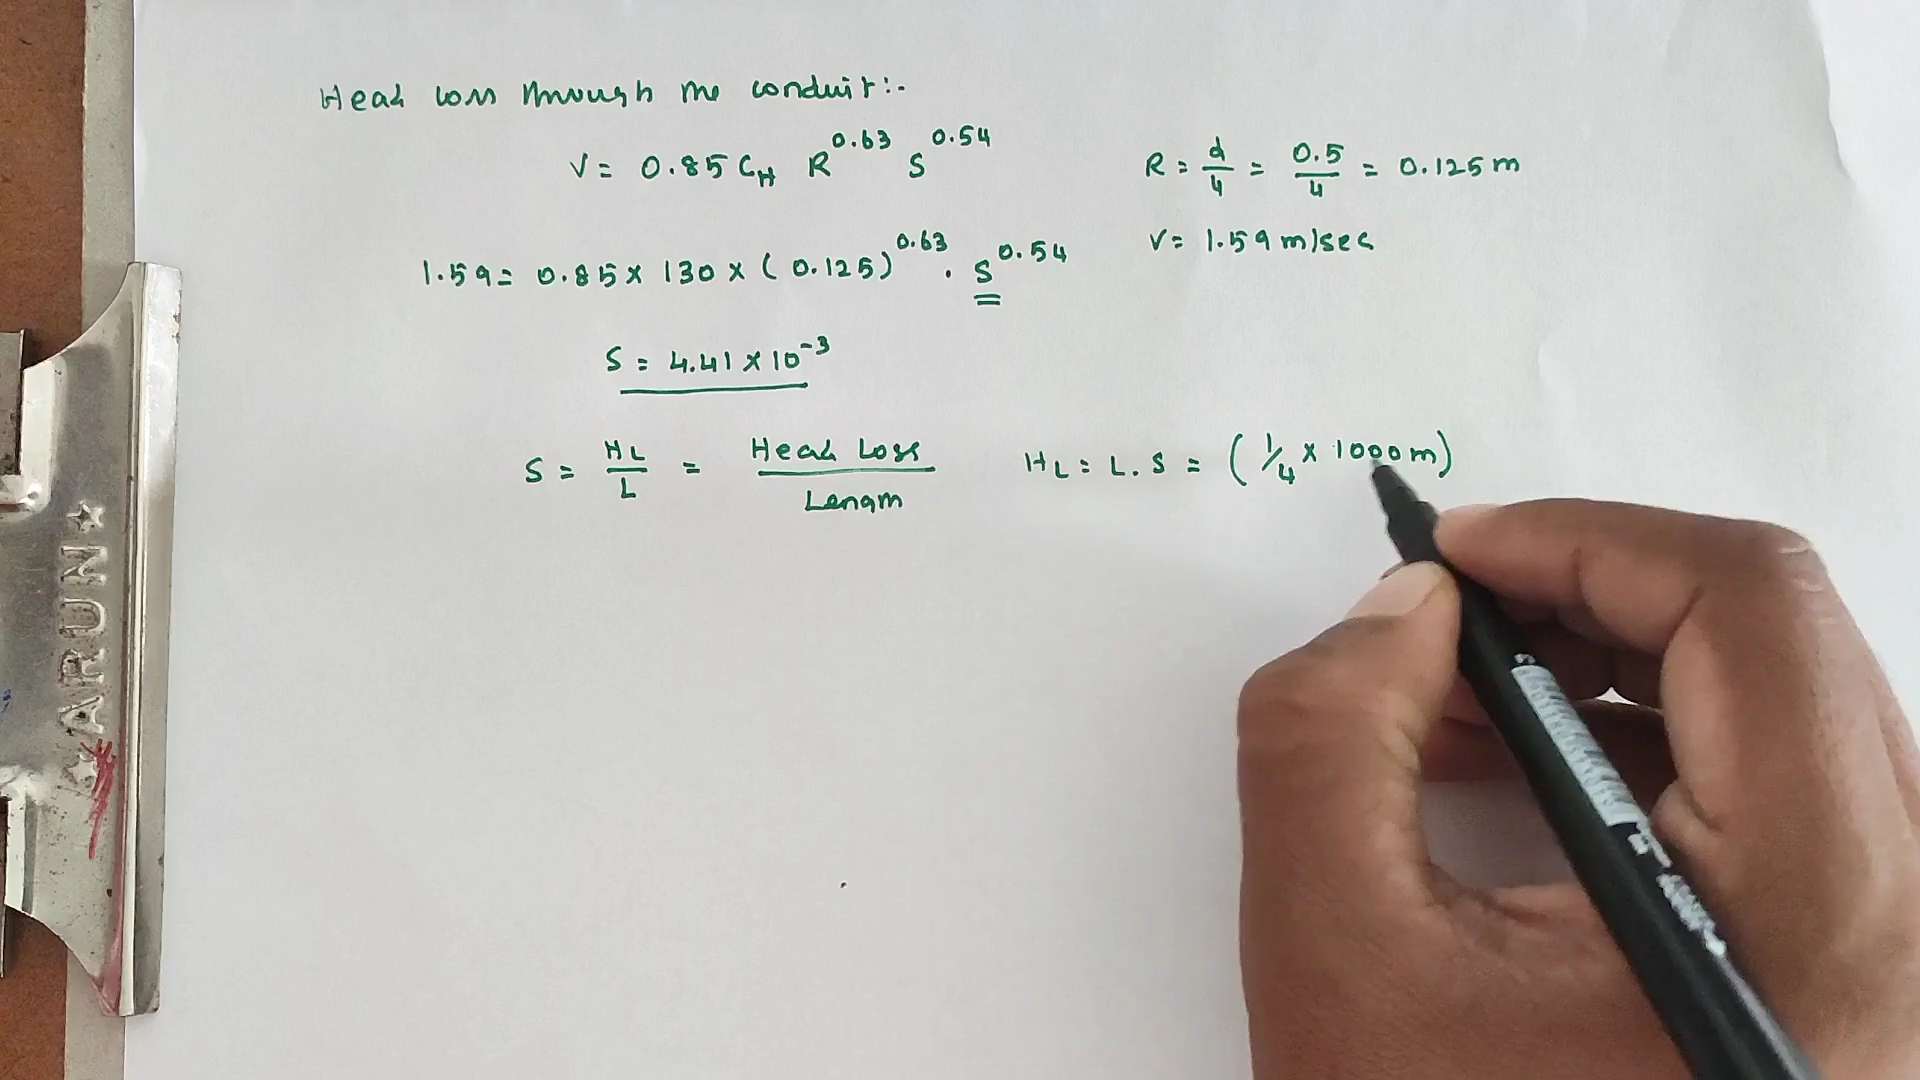 Head loss through the conduit:-
V = 0.85 C_H R^0.63 S^0.54
R = d/4 = 0.5/4 = 0.125 m
V = 1.59 m/sec
1.59 = 0.85 × 130 × (0.125)^0.63 . S^0.54
S = 4.41 × 10^-3
S = H_L/L = Head Loss/Length
H_L = L . S = (1/4 × 1000 m)
ARUN